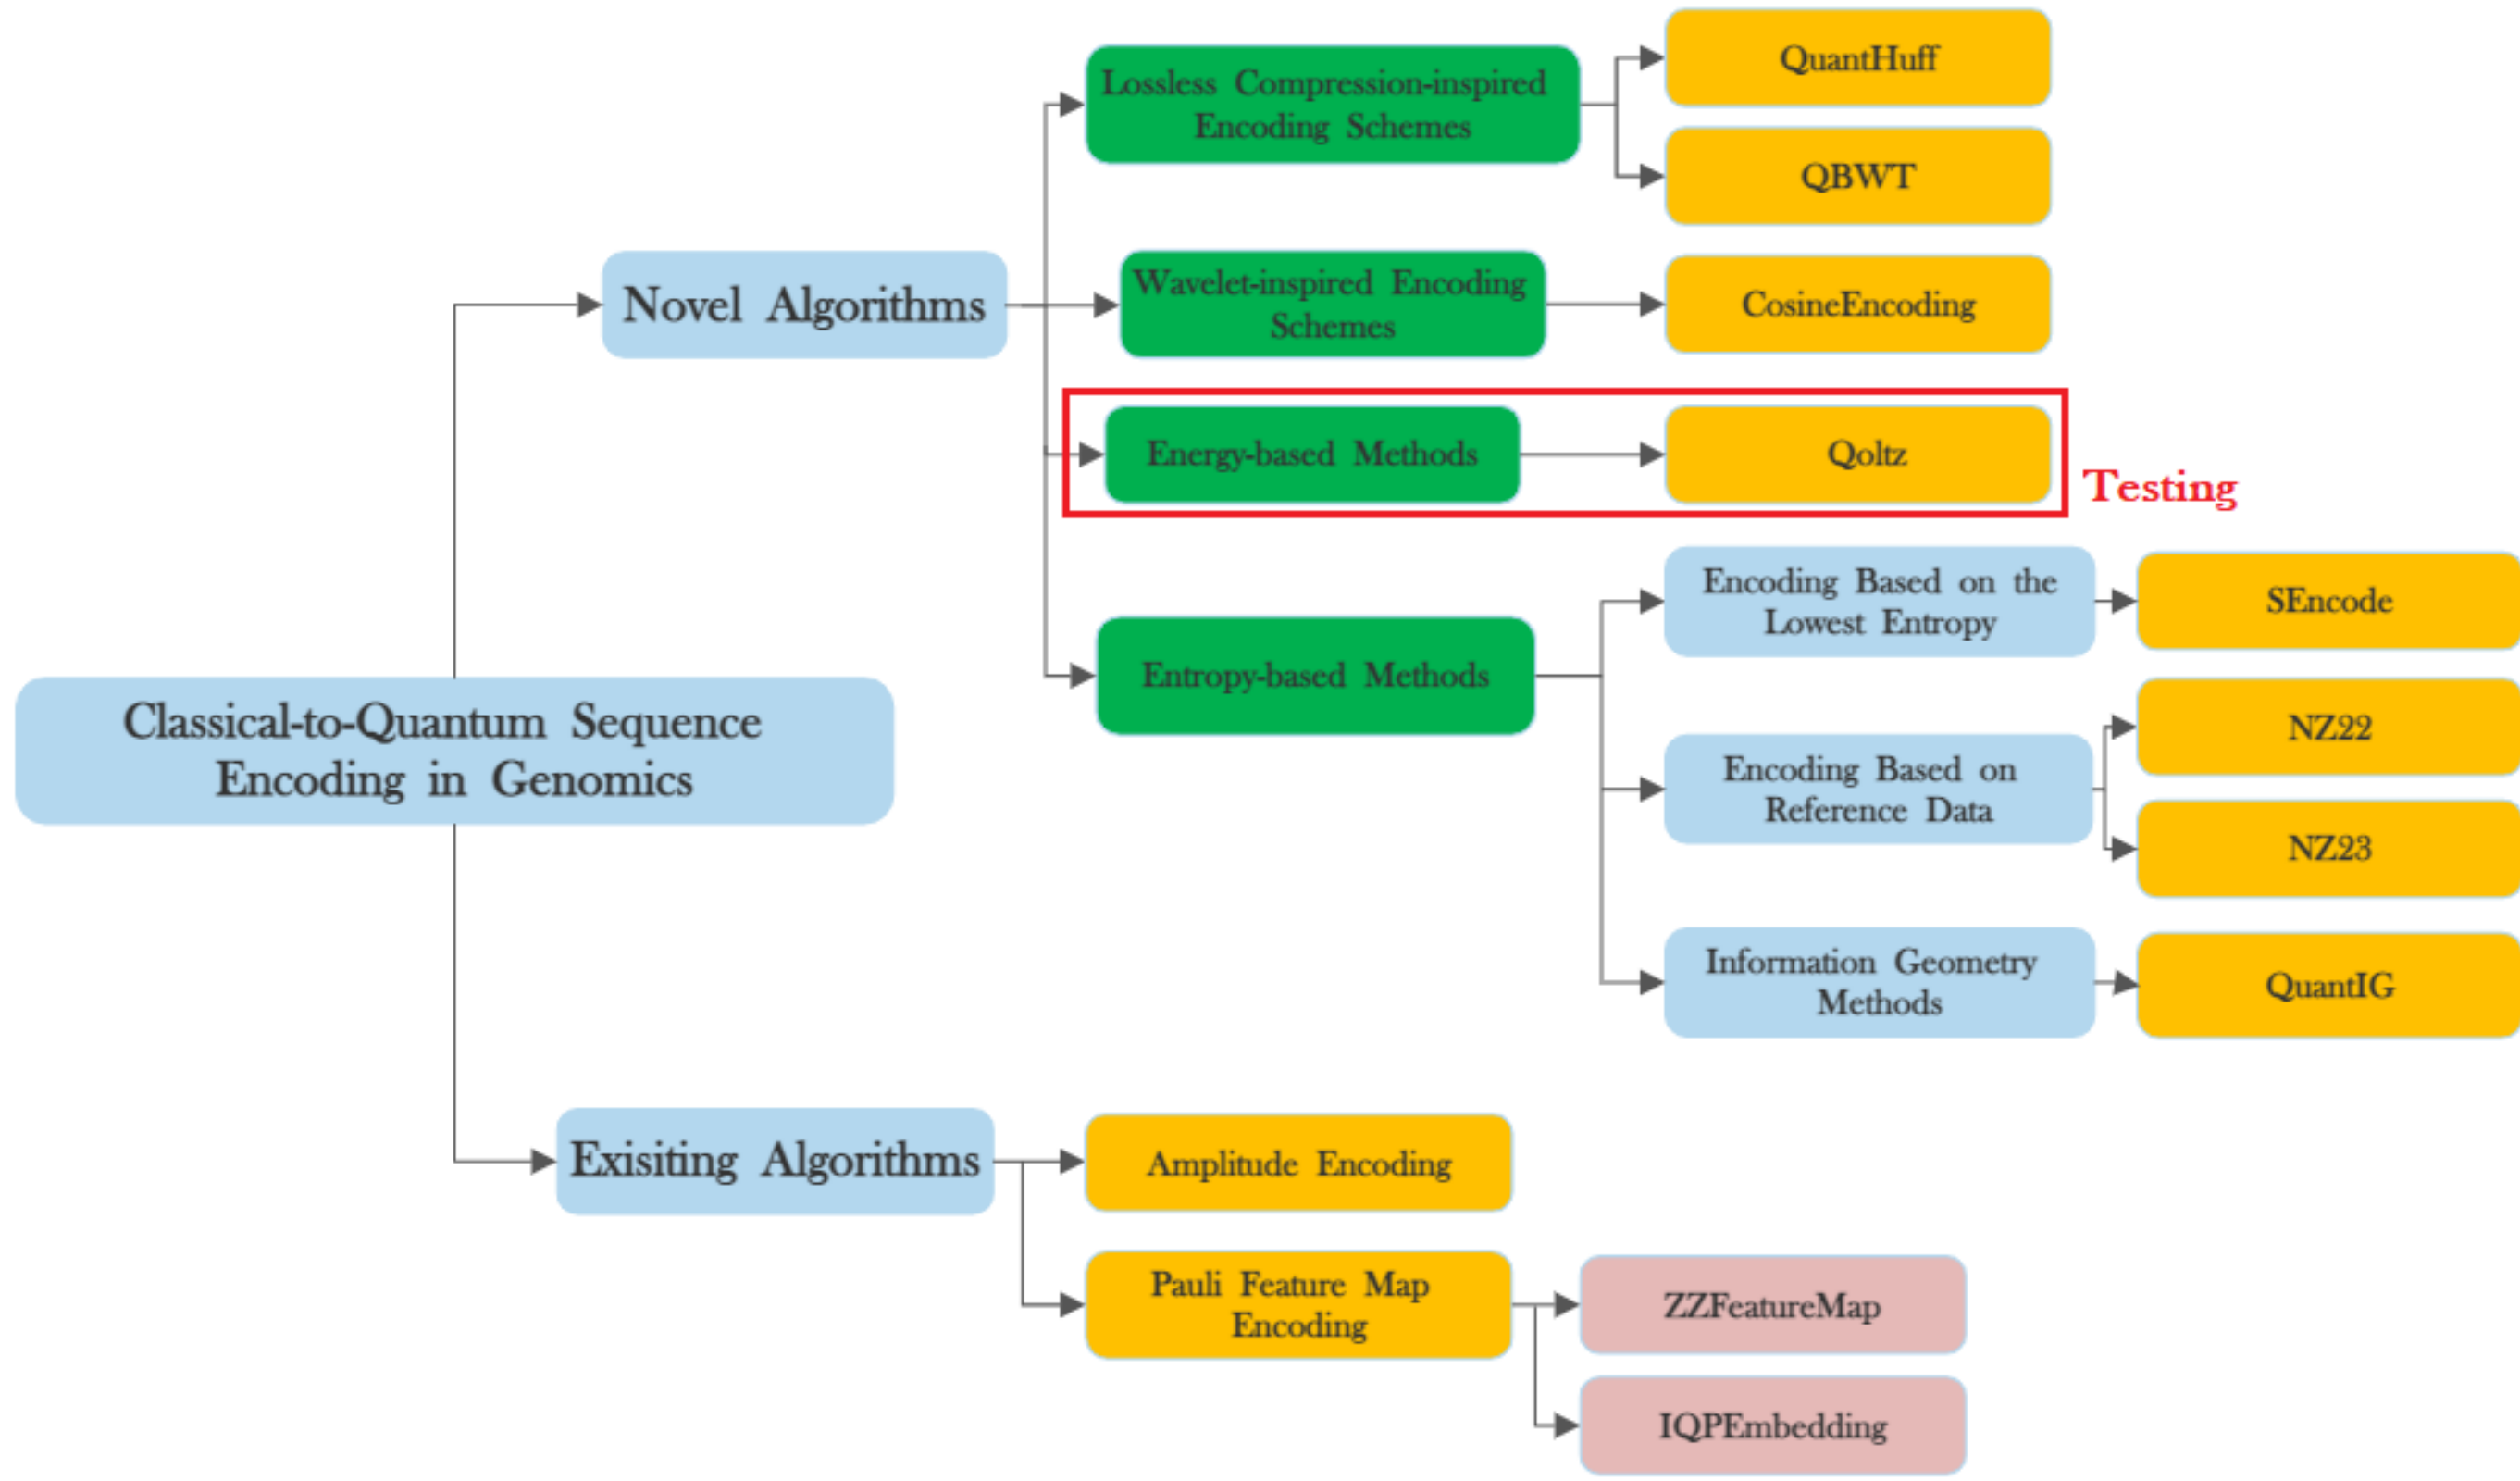 Lossless Compression-inspired
Encoding Schemes
QuantHuff
QBWT
Novel Algorithms
Wavelet-inspired Encoding
Schemes
CosineEncoding
Energy-based Methods
Qoltz
Testing
Entropy-based Methods
Encoding Based on the
Lowest Entropy
SEncode
Encoding Based on
Reference Data
NZ22
NZ23
Information Geometry
Methods
QuantIG
Classical-to-Quantum Sequence
Encoding in Genomics
Exisiting Algorithms
Amplitude Encoding
Pauli Feature Map
Encoding
ZZFeatureMap
IQPEmbedding